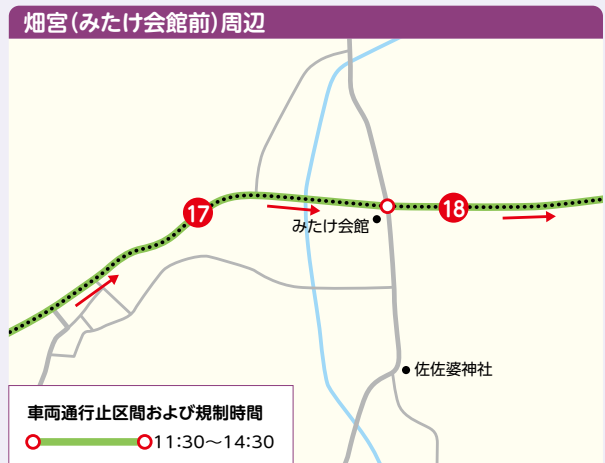 畑宮(みたけ会館前)周辺
17
18
みたけ会館
佐佐婆神社
車両通行止区間および規制時間
11:30~14:30